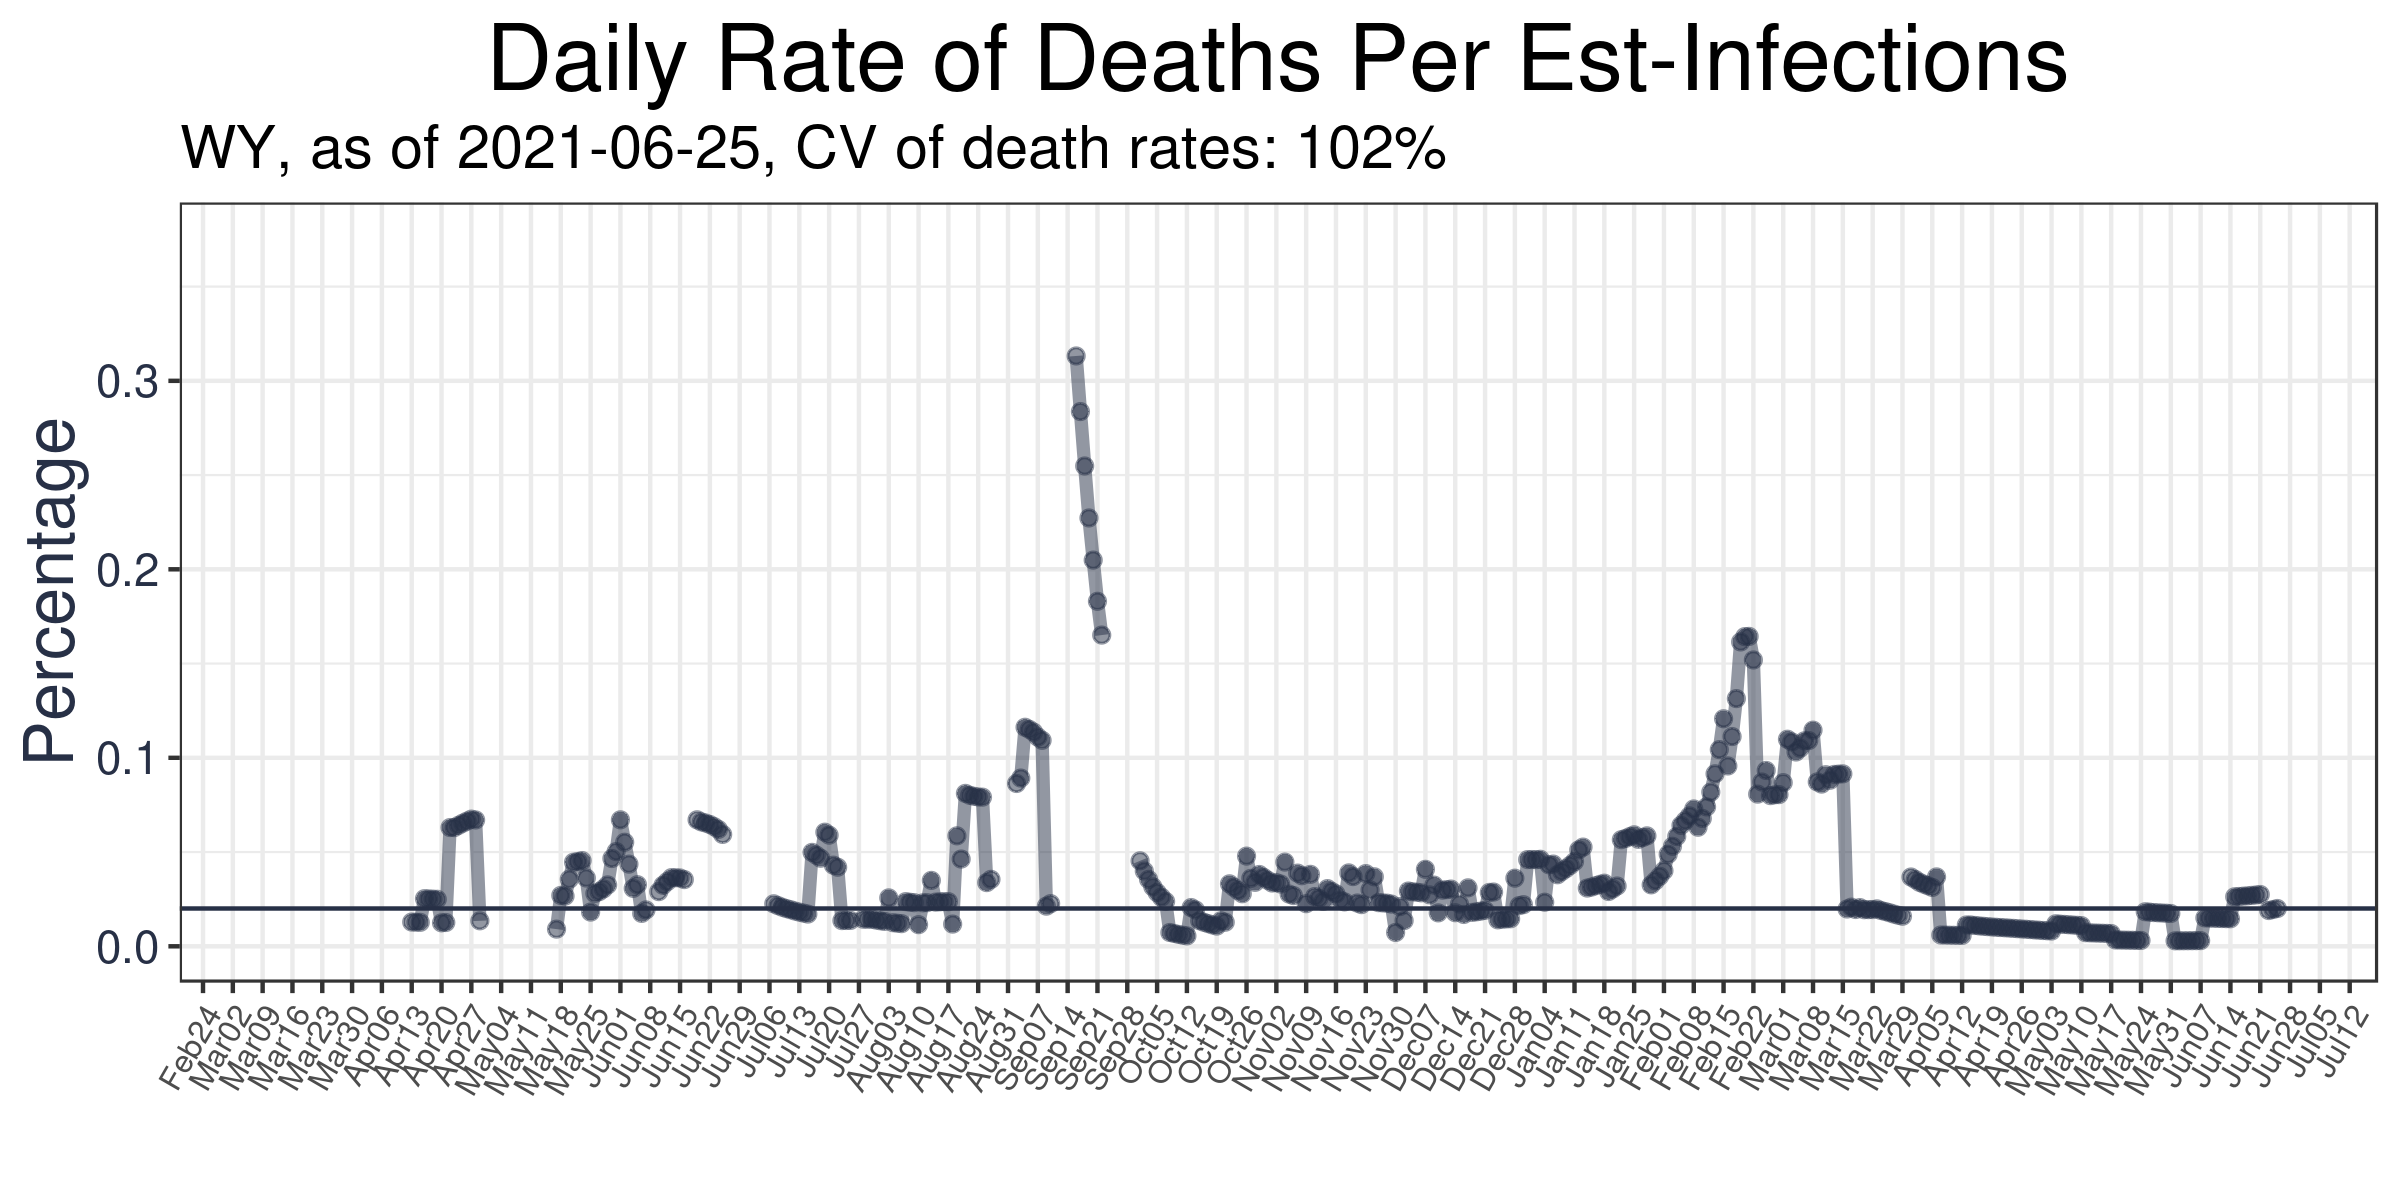 Daily Rate of Deaths Per Est-Infections
WY, as of 2021-06-25, CV of death rates: 102%
Percentage
0.3
0.2
0.1
0.0
Feb24
Mar02
Mar09
Mar16
Mar23
Mar30
Apr06
Apr13
Apr20
Apr27
May04
May11
May18
May25
Jun01
Jun08
Jun15
Jun22
Jun29
Jul06
Jul13
Jul20
Jul27
Aug03
Aug10
Aug17
Aug24
Aug31
Sep07
Sep14
Sep21
Sep28
Oct05
Oct12
Oct19
Oct26
Nov02
Nov09
Nov16
Nov23
Nov30
Dec07
Dec14
Dec21
Dec28
Jan04
Jan11
Jan18
Jan25
Feb01
Feb08
Feb15
Feb22
Mar01
Mar08
Mar15
Mar22
Mar29
Apr05
Apr12
Apr19
Apr26
May03
May10
May17
May24
May31
Jun07
Jun14
Jun21
Jun28
Jul05
Jul12